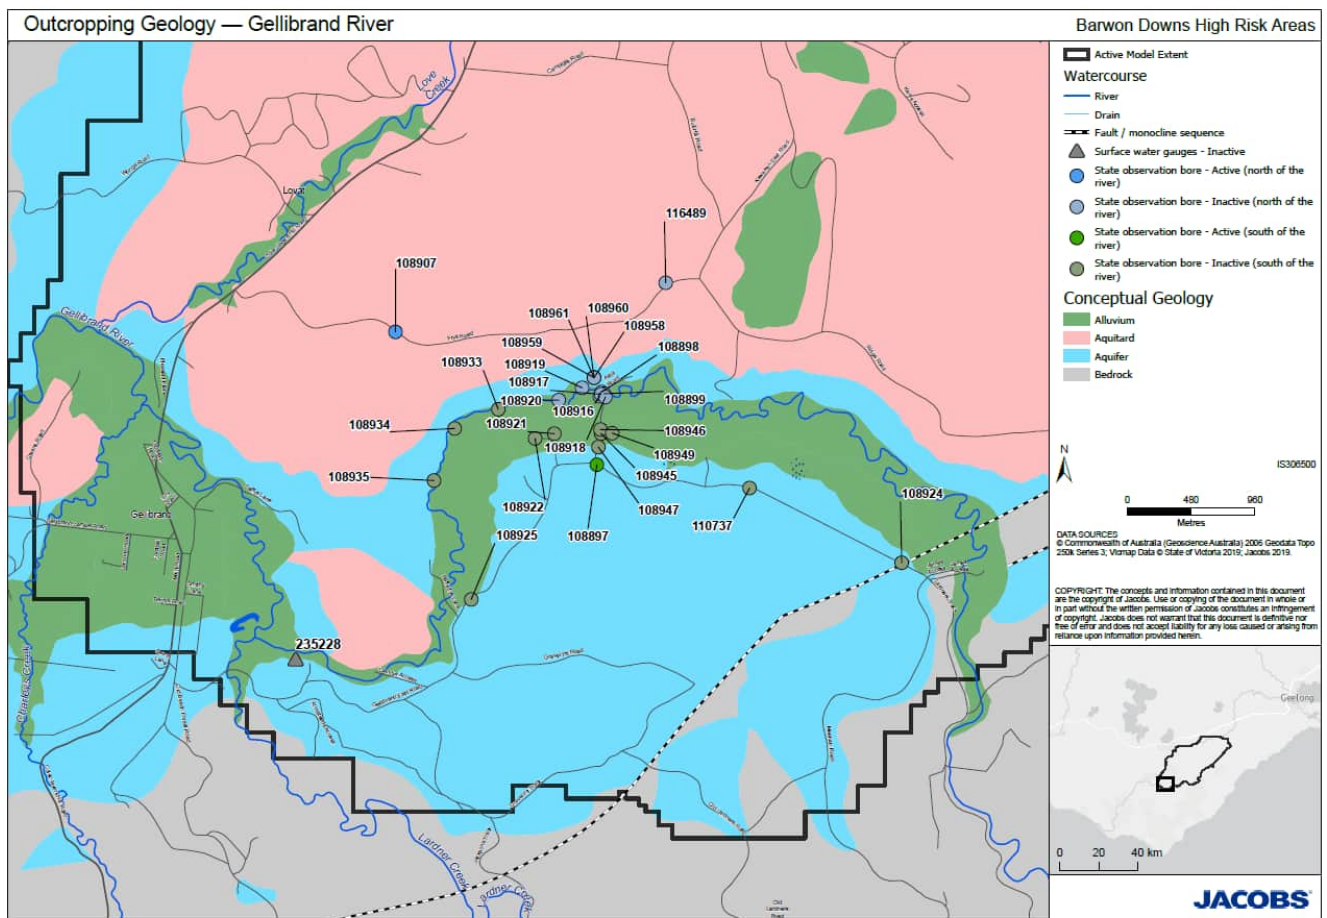 Outcropping Geology — Gellibrand River
Barwon Downs High Risk Areas
Active Model Extent
Watercourse
River
Drain
Fault / monocline sequence
Surface water gauges - Inactive
State observation bore - Active (north of the
river)
State observation bore - Inactive (north of the
river)
State observation bore - Active (south of the
river)
State observation bore - Inactive (south of the
river)
Conceptual Geology
Alluvium
Aquitard
Aquifer
Bedrock
Love
Creek
Lovat
116489
108907
Gellibrand River
108961
108960
108958
108959
108898
108933
108919
108917
108920
108899
108916
108934
108921
108946
108918
108949
108935
108945
108924
108922
108947
110737
108925
108897
Gellibrand
235228
Charleys Creek
Lardner Creek
Lardner Creek
Old
Lardners
Road
N
IS306500
0 480 960
Metres
DATA SOURCES
© Commonwealth of Australia (Geoscience Australia) 2006 Geodata Topo
250k Series 3; Vicmap Data © State of Victoria 2019; Jacobs 2019.
COPYRIGHT: The concepts and information contained in this document
are the copyright of Jacobs. Use or copying of the document in whole or
in part without the written permission of Jacobs constitutes an infringement
of copyright. Jacobs does not warrant that this document is definitive nor
free of error and does not accept liability for any loss caused or arising from
reliance upon information provided herein.
Geelong
0 20 40 km
JACOBS